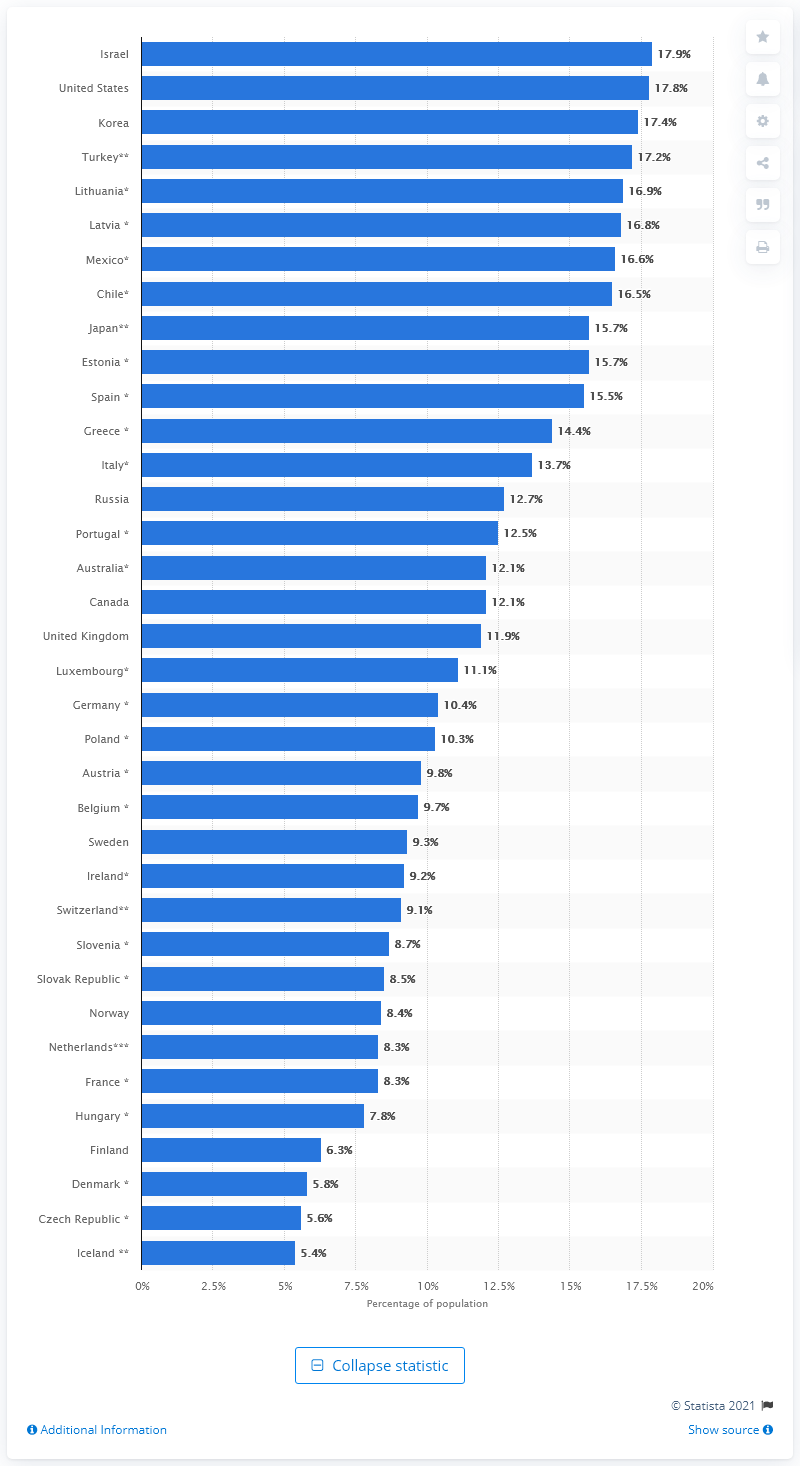 Israel 17.9%
United States 17.8%
Korea 17.4%
Turkey** 17.2%
Lithuania* 16.9%
Latvia * 16.8%
Mexico* 16.6%
Chile* 16.5%
Japan** 15.7%
Estonia * 15.7%
Spain * 15.5%
Greece * 14.4%
Italy* 13.7%
Russia 12.7%
Portugal * 12.5%
Australia* 12.1%
Canada 12.1%
United Kingdom 11.9%
Luxembourg* 11.1%
Germany * 10.4%
Poland * 10.3%
Austria * 9.8%
Belgium * 9.7%
Sweden 9.3%
Ireland* 9.2%
Switzerland** 9.1%
Slovenia * 8.7%
Slovak Republic * 8.5%
Norway 8.4%
Netherlands*** 8.3%
France * 8.3%
Hungary * 7.8%
Finland 6.3%
Denmark * 5.8%
Czech Republic * 5.6%
Iceland ** 5.4%
0% 2.5% 5% 7.5% 10% 12.5% 15% 17.5% 20%
Percentage of population
Collapse statistic
© Statista 2021
Additional Information Show source